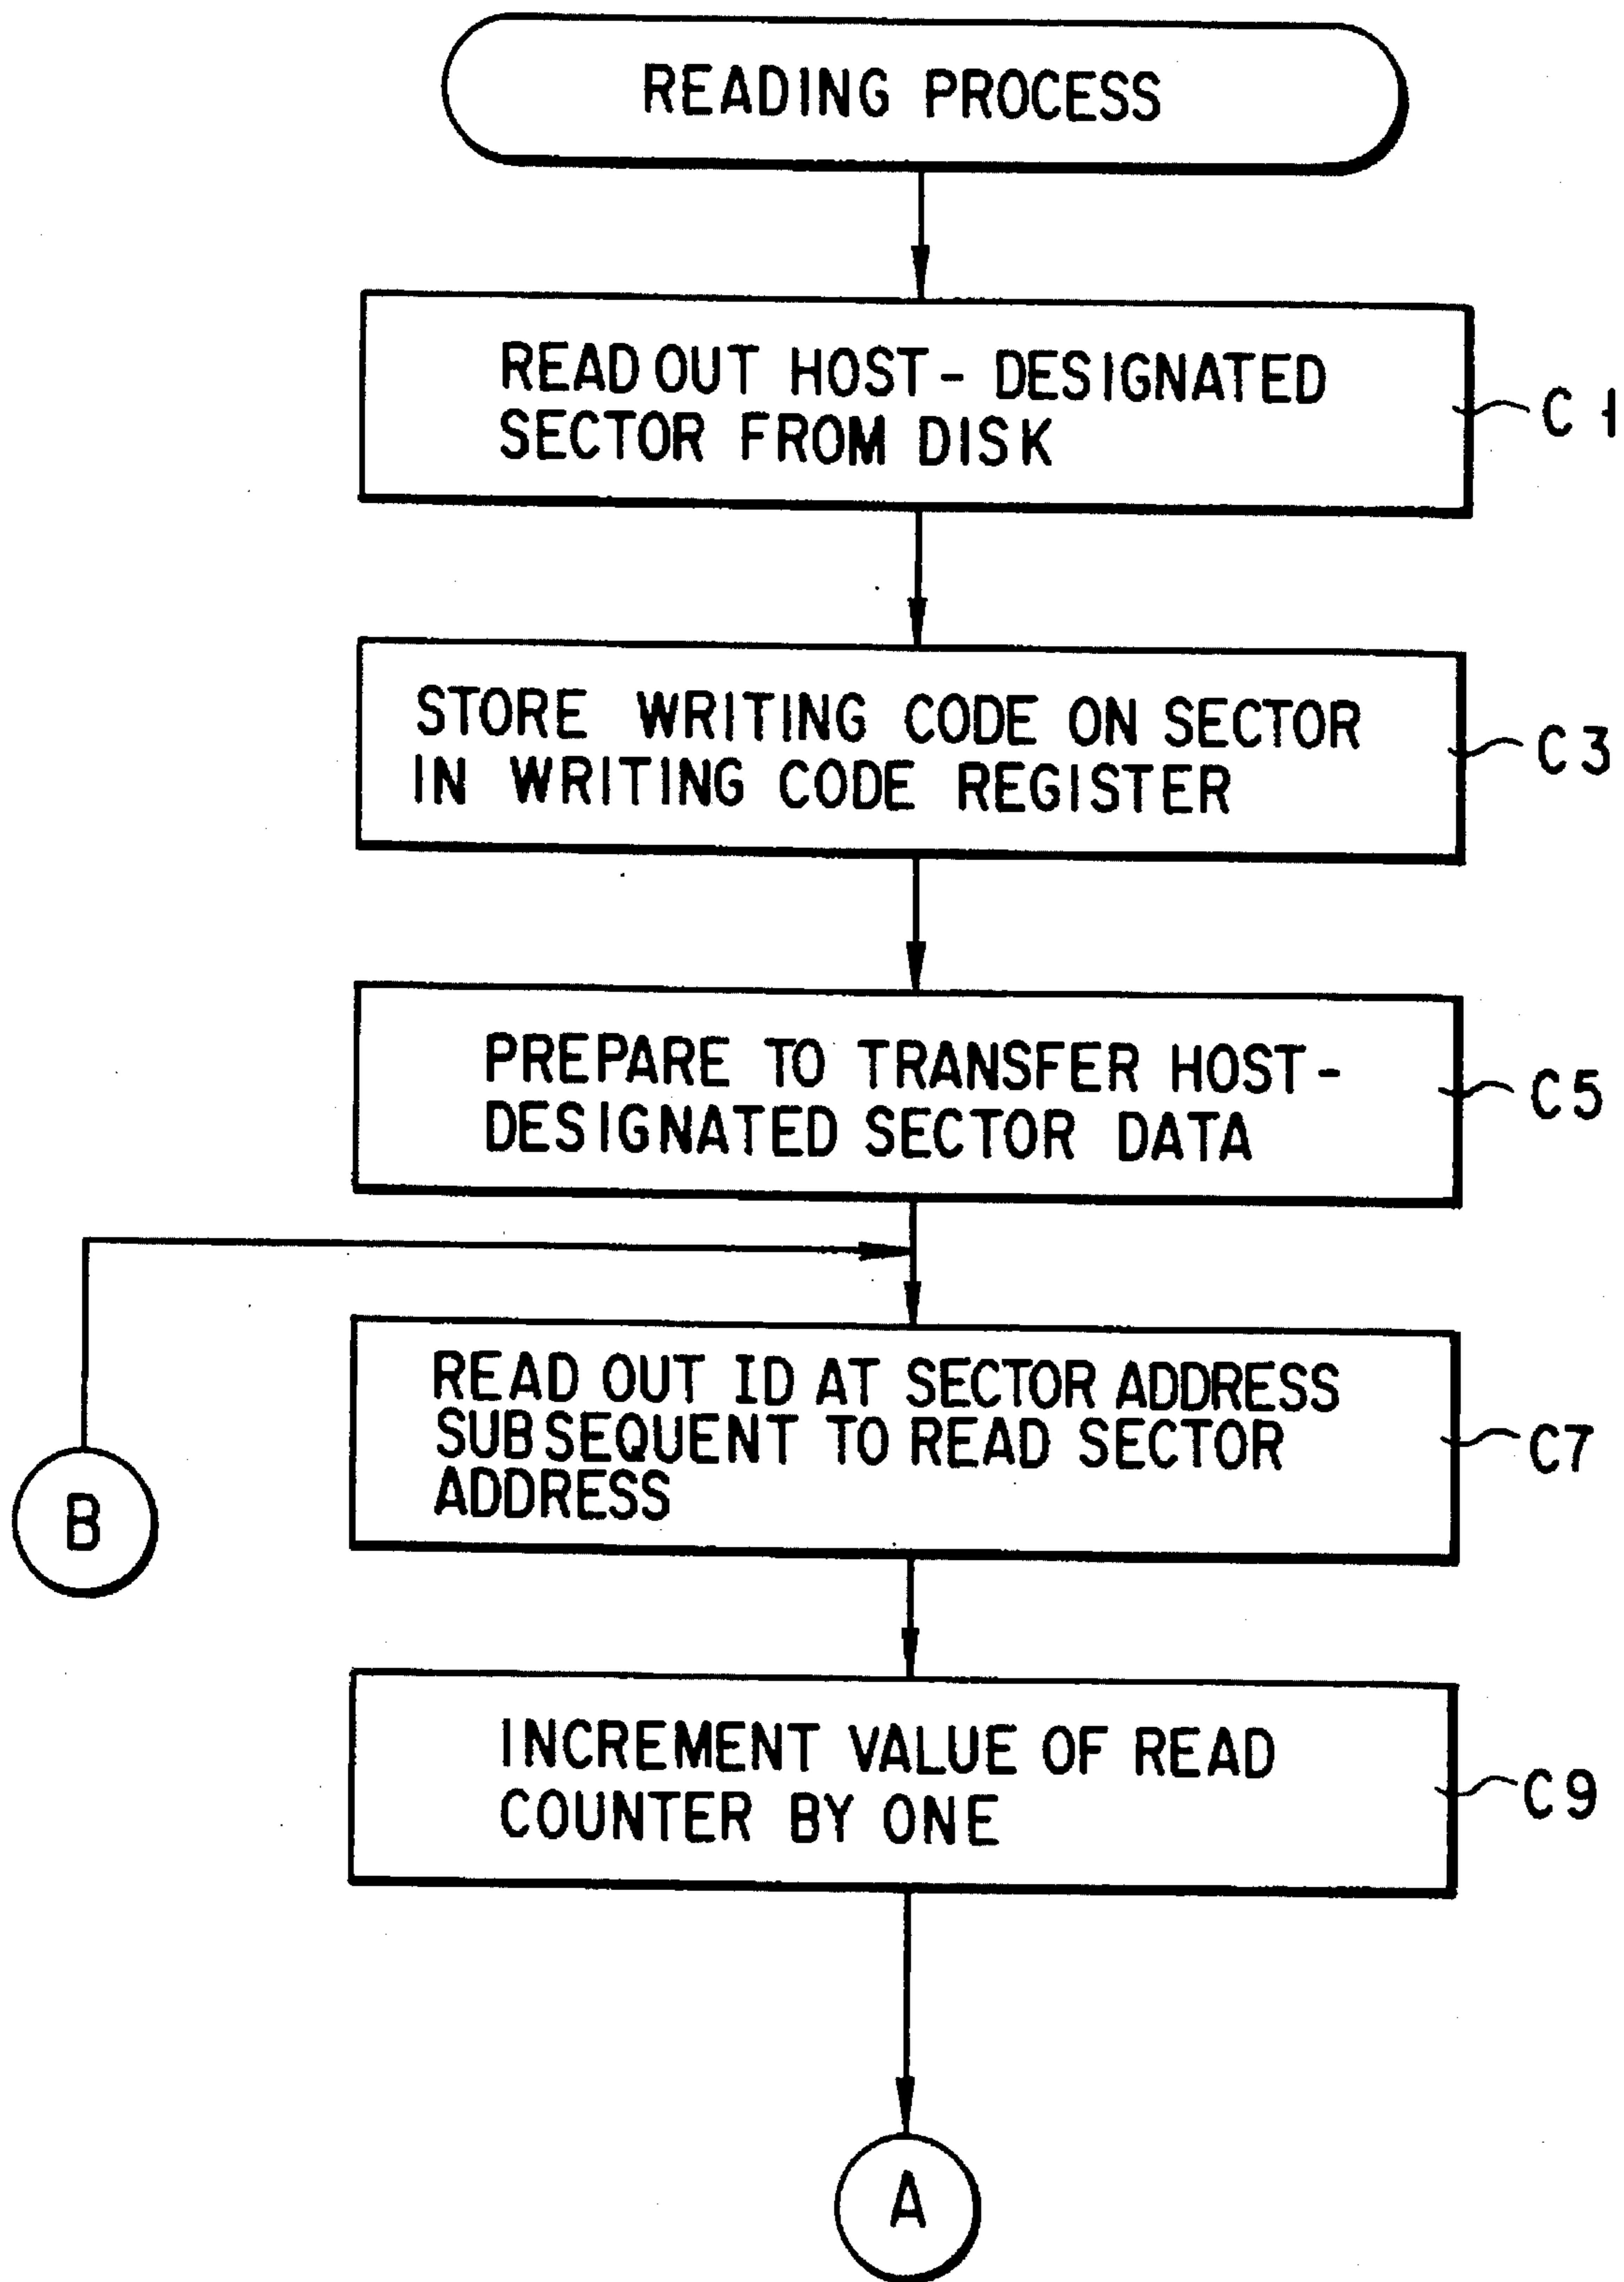 READING PROCESS
READ OUT HOST- DESIGNATED
SECTOR FROM DISK
C1
STORE WRITING CODE ON SECTOR
IN WRITING CODE REGISTER
C3
PREPARE TO TRANSFER HOST-
DESIGNATED SECTOR DATA
C5
READ OUT ID AT SECTOR ADDRESS
SUBSEQUENT TO READ SECTOR
ADDRESS
C7
B
INCREMENT VALUE OF READ
COUNTER BY ONE
C9
A